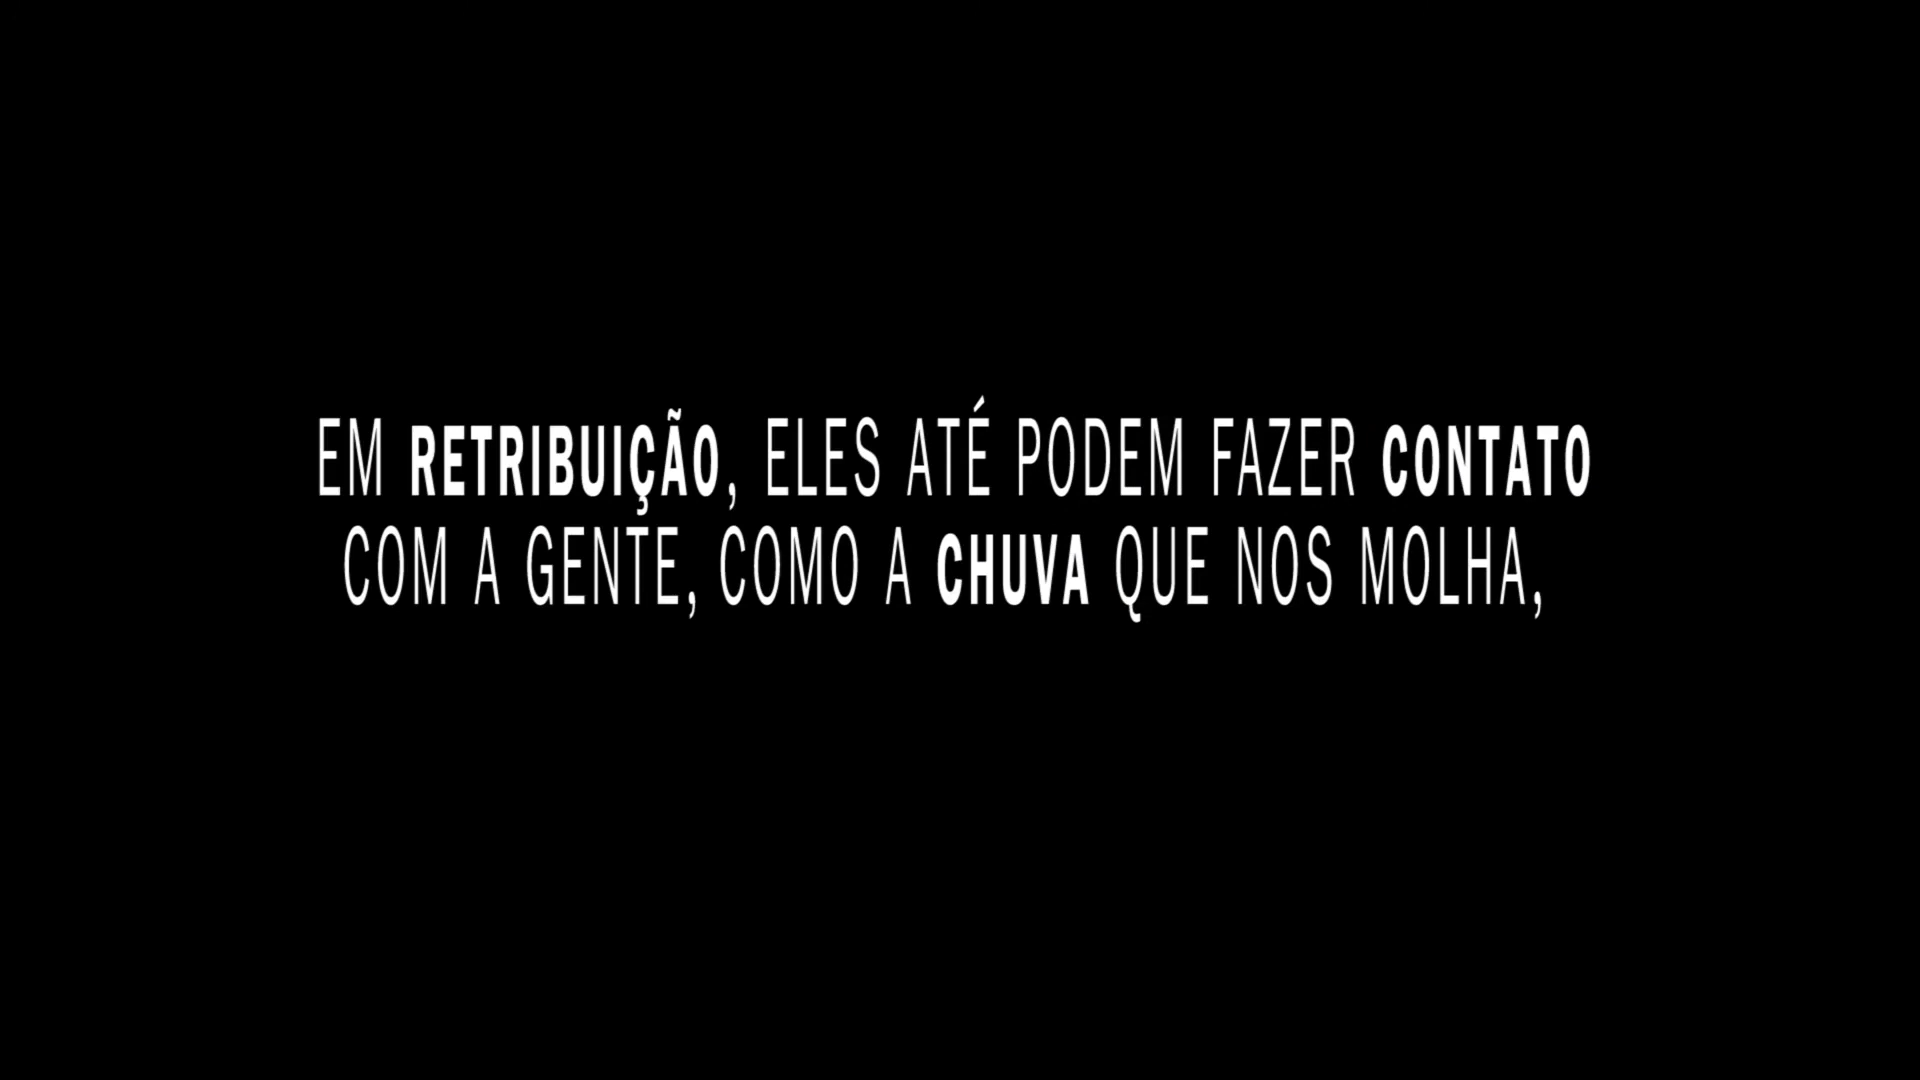 EM RETRIBUIÇÃO, ELES ATÉ PODEM FAZER CONTATO
COM A GENTE, COMO A CHUVA QUE NOS MOLHA,